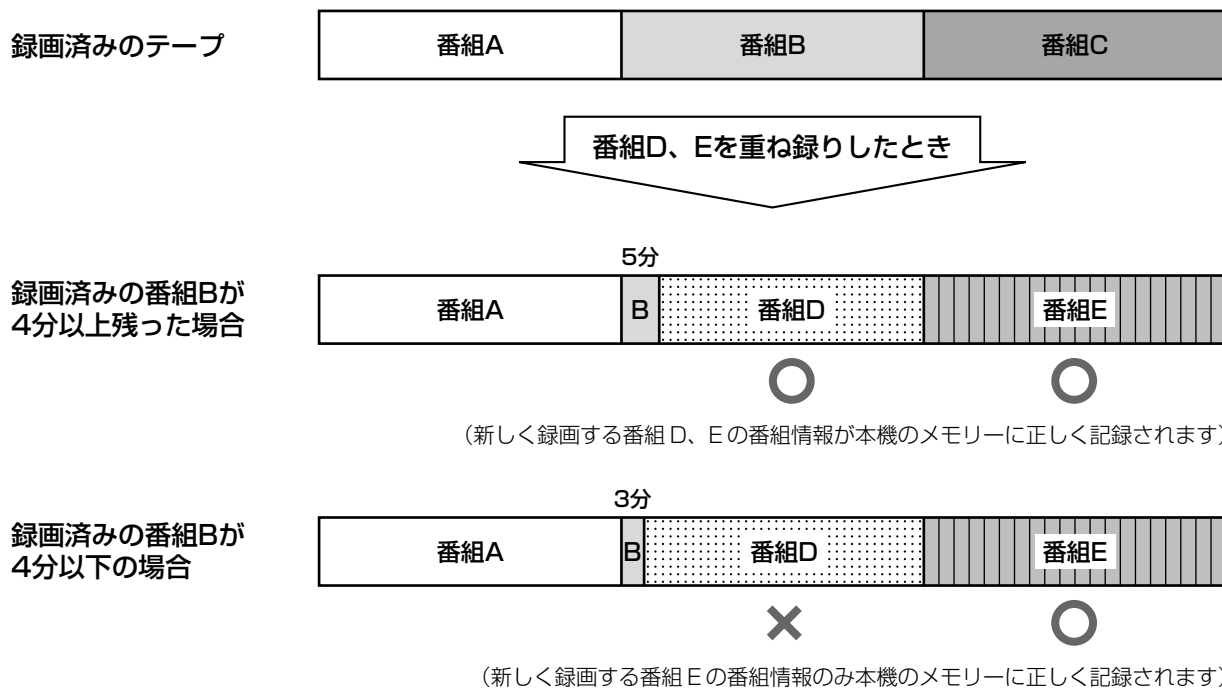 録画済みのテープ
番組A
番組B
番組C
番組D、Eを重ね録りしたとき
5分
録画済みの番組Bが
4分以上残った場合
番組A
B
番組D
番組E
(新しく録画する番組D、Eの番組情報が本機のメモリーに正しく記録されます)
3分
録画済みの番組Bが
4分以下の場合
番組A
B
番組D
番組E
(新しく録画する番組Eの番組情報のみ本機のメモリーに正しく記録されます)